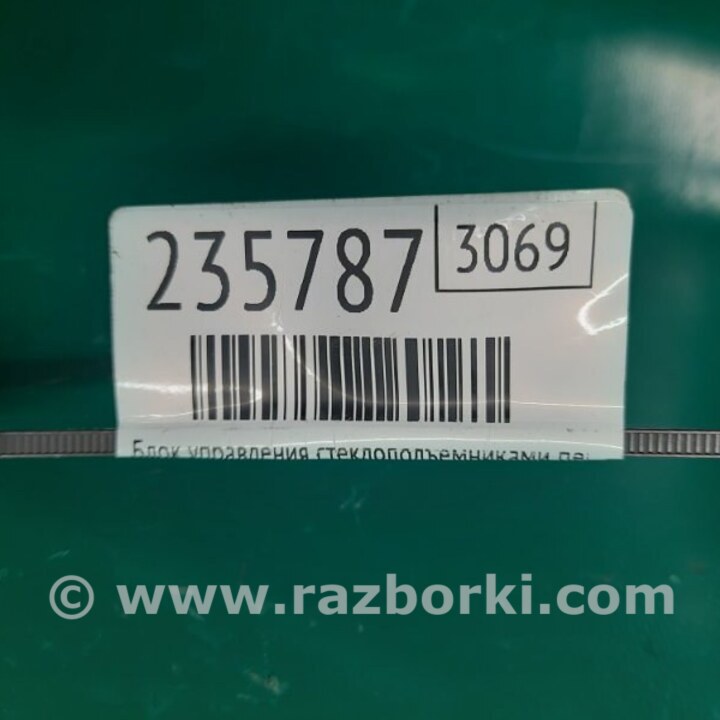 235787 3069
Блок управления стеклоподъемниками
© www.razborki.com